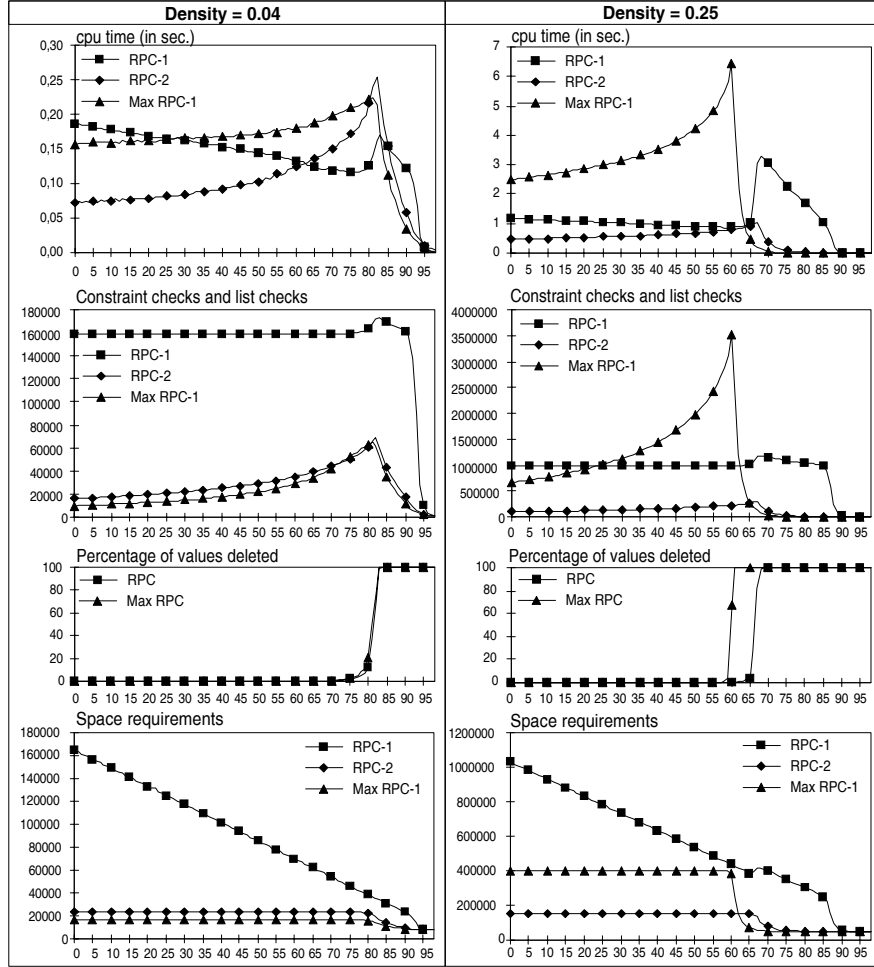 Density = 0.04
cpu time (in sec.)
0,30
0,25
0,20
0,15
0,10
0,05
0,00
RPC-1
RPC-2
Max RPC-1
0 5 10 15 20 25 30 35 40 45 50 55 60 65 70 75 80 85 90 95
Constraint checks and list checks
180000
160000
140000
120000
100000
80000
60000
40000
20000
0
RPC-1
RPC-2
Max RPC-1
0 5 10 15 20 25 30 35 40 45 50 55 60 65 70 75 80 85 90 95
Percentage of values deleted
100
80
60
40
20
0
RPC
Max RPC
0 5 10 15 20 25 30 35 40 45 50 55 60 65 70 75 80 85 90 95
Space requirements
180000
160000
140000
120000
100000
80000
60000
40000
20000
0
RPC-1
RPC-2
Max RPC-1
0 5 10 15 20 25 30 35 40 45 50 55 60 65 70 75 80 85 90 95
Density = 0.25
cpu time (in sec.)
7
6
5
4
3
2
1
0
RPC-1
RPC-2
Max RPC-1
0 5 10 15 20 25 30 35 40 45 50 55 60 65 70 75 80 85 90 95
Constraint checks and list checks
4000000
3500000
3000000
2500000
2000000
1500000
1000000
500000
0
RPC-1
RPC-2
Max RPC-1
0 5 10 15 20 25 30 35 40 45 50 55 60 65 70 75 80 85 90 95
Percentage of values deleted
100
80
60
40
20
0
RPC
Max RPC
0 5 10 15 20 25 30 35 40 45 50 55 60 65 70 75 80 85 90 95
Space requirements
1200000
1000000
800000
600000
400000
200000
0
RPC-1
RPC-2
Max RPC-1
0 5 10 15 20 25 30 35 40 45 50 55 60 65 70 75 80 85 90 95